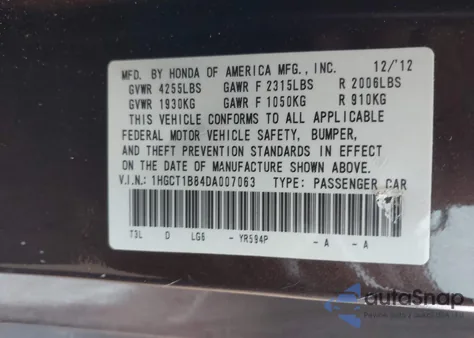 MFD. BY HONDA OF AMERICA MFG., INC. 12/'12
GVWR 4255LBS GAWR F 2315LBS R 2006LBS
GVWR 1930KG GAWR F 1050KG R 910KG
THIS VEHICLE CONFORMS TO ALL APPLICABLE
FEDERAL MOTOR VEHICLE SAFETY, BUMPER,
AND THEFT PREVENTION STANDARDS IN EFFECT
ON THE DATE OF MANUFACTURE SHOWN ABOVE.
V.I.N.: 1HGCT1B84DA007063 TYPE: PASSENGER CAR
T3L D LG6 - YR594P - A - A
autoSnap